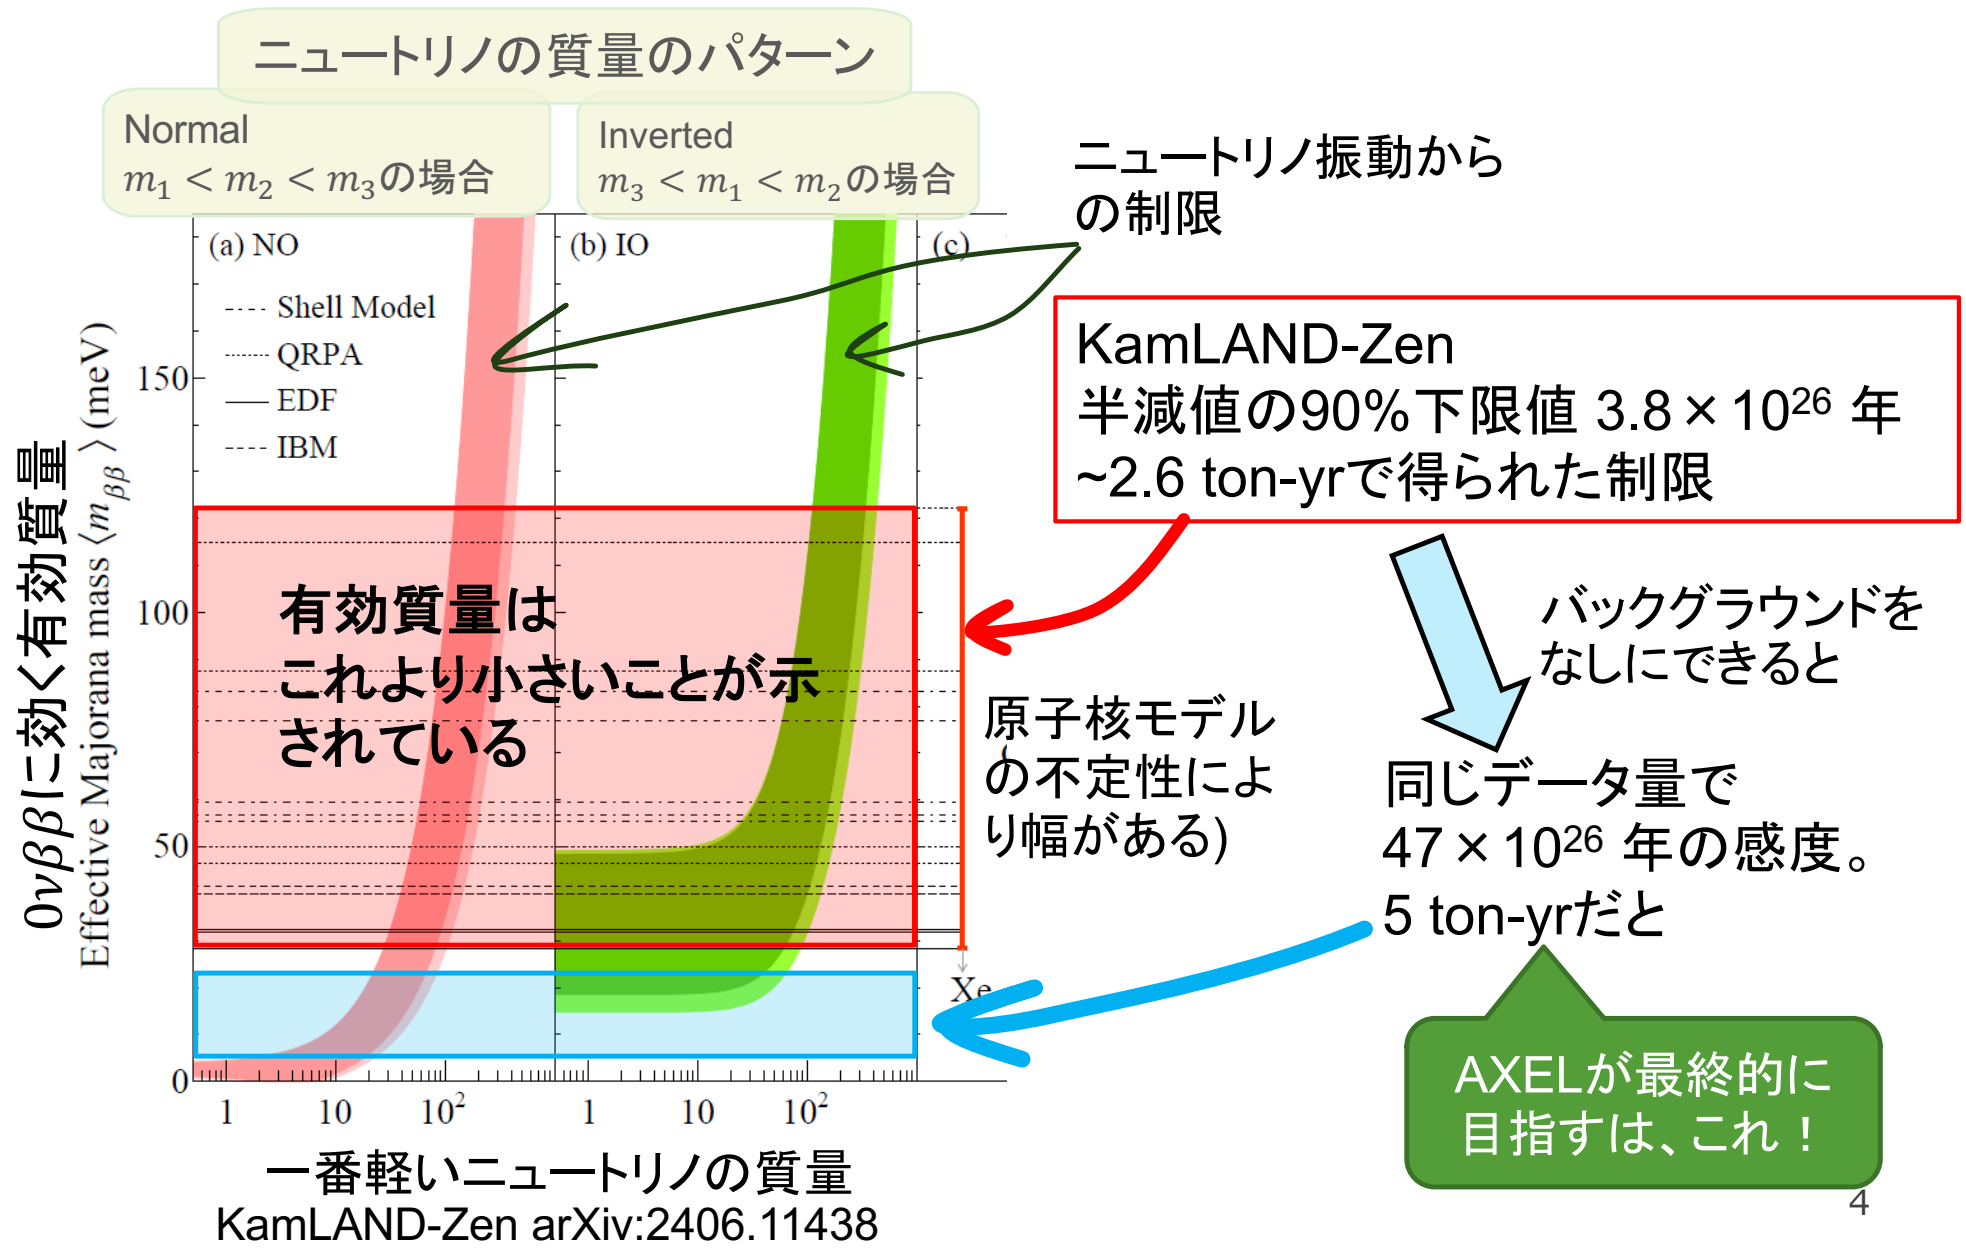 ニュートリノの質量のパターン
Normal
m₁ < m₂ < m₃の場合
Inverted
m₃ < m₁ < m₂の場合
ニュートリノ振動から
の制限
(a) NO
(b) IO
(c)
Shell Model
QRPA
EDF
IBM
0νββに効く有効質量
Effective Majorana mass ⟨m_ββ⟩ (meV)
150
100
50
0
有効質量は
これより小さいことが示
されている
KamLAND-Zen
半減値の90%下限値 3.8×10²⁶ 年
~2.6 ton-yrで得られた制限
バックグラウンドを
なしにできると
原子核モデル
の不定性によ
り幅がある)
同じデータ量で
47×10²⁶ 年の感度。
5 ton-yrだと
Xe
AXELが最終的に
目指すは、これ！
1 10 10² 1 10 10²
一番軽いニュートリノの質量
KamLAND-Zen arXiv:2406.11438
4